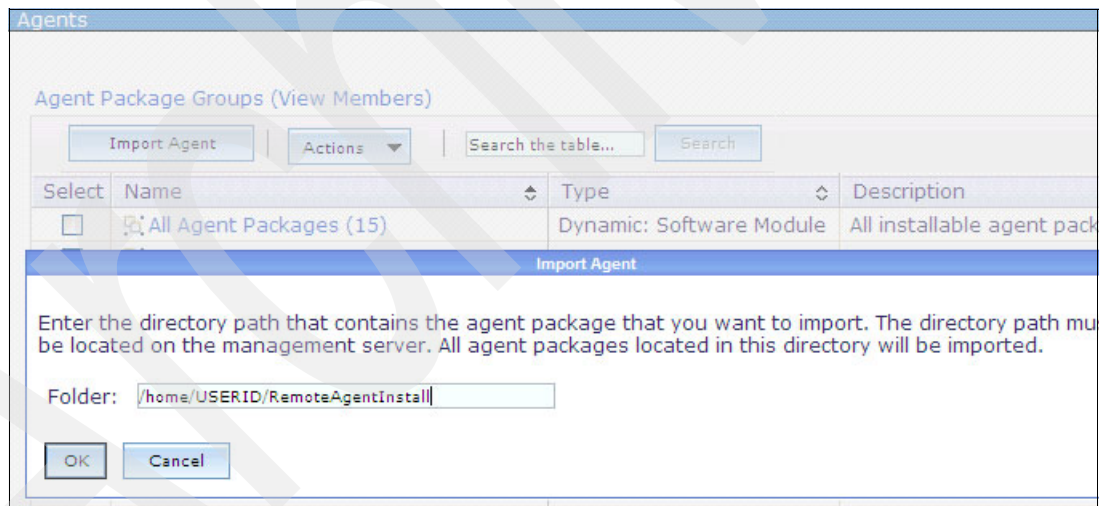 Agents
Agent Package Groups (View Members)
Import Agent Actions Search the table... Search
Select Name Type Description
All Agent Packages (15) Dynamic: Software Module All installable agent pack
Import Agent
Enter the directory path that contains the agent package that you want to import. The directory path mu
be located on the management server. All agent packages located in this directory will be imported.
Folder: /home/USERID/RemoteAgentInstall
OK Cancel